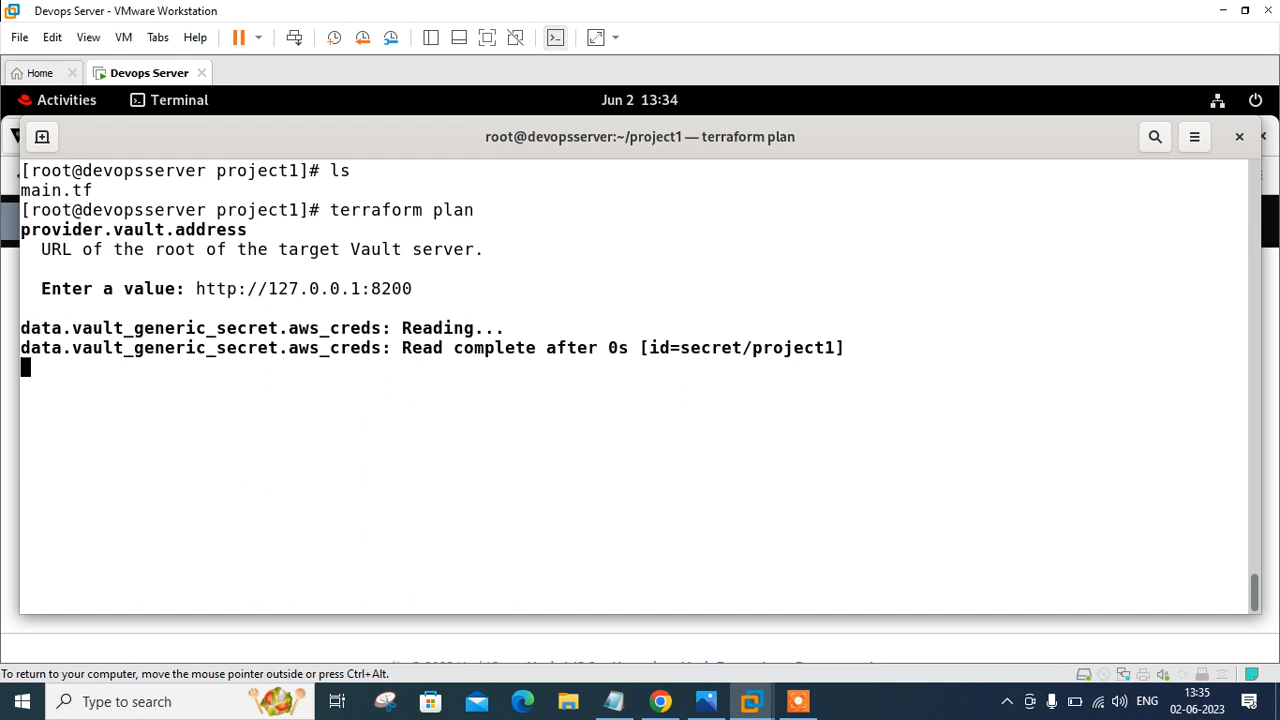 Devops Server - VMware Workstation
File Edit View VM Tabs Help
Home Devops Server
Activities Terminal Jun 2 13:34
root@devopsserver:~/project1 — terraform plan
[root@devopsserver project1]# ls
main.tf
[root@devopsserver project1]# terraform plan
provider.vault.address
URL of the root of the target Vault server.
Enter a value: http://127.0.0.1:8200
data.vault_generic_secret.aws_creds: Reading...
data.vault_generic_secret.aws_creds: Read complete after 0s [id=secret/project1]
To return to your computer, move the mouse pointer outside or press Ctrl+Alt.
Type here to search
ENG
13:35
02-06-2023